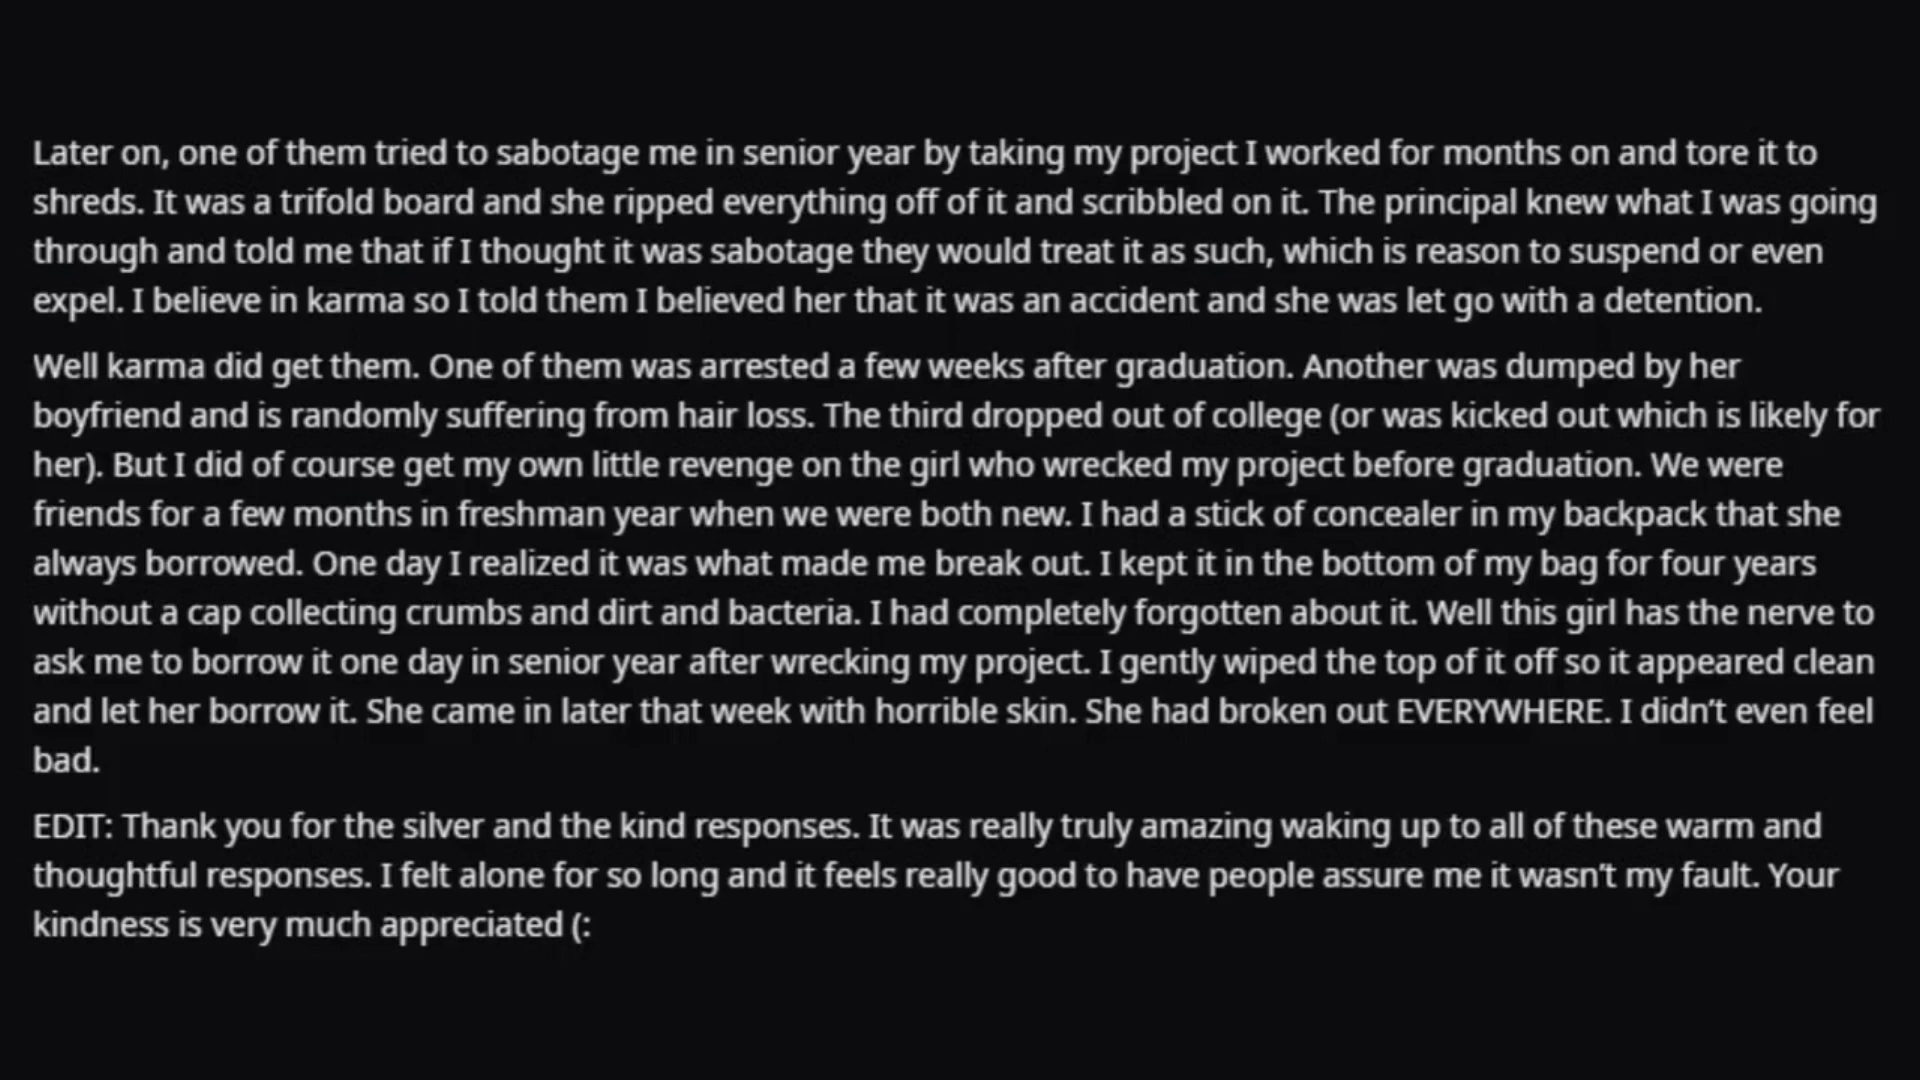 Later on, one of them tried to sabotage me in senior year by taking my project I worked for months on and tore it to
shreds. It was a trifold board and she ripped everything off of it and scribbled on it. The principal knew what I was going
through and told me that if I thought it was sabotage they would treat it as such, which is reason to suspend or even
expel. I believe in karma so I told them I believed her that it was an accident and she was let go with a detention.
Well karma did get them. One of them was arrested a few weeks after graduation. Another was dumped by her
boyfriend and is randomly suffering from hair loss. The third dropped out of college (or was kicked out which is likely for
her). But I did of course get my own little revenge on the girl who wrecked my project before graduation. We were
friends for a few months in freshman year when we were both new. I had a stick of concealer in my backpack that she
always borrowed. One day I realized it was what made me break out. I kept it in the bottom of my bag for four years
without a cap collecting crumbs and dirt and bacteria. I had completely forgotten about it. Well this girl has the nerve to
ask me to borrow it one day in senior year after wrecking my project. I gently wiped the top of it off so it appeared clean
and let her borrow it. She came in later that week with horrible skin. She had broken out EVERYWHERE. I didn't even feel
bad.
EDIT: Thank you for the silver and the kind responses. It was really truly amazing waking up to all of these warm and
thoughtful responses. I felt alone for so long and it feels really good to have people assure me it wasn't my fault. Your
kindness is very much appreciated (: